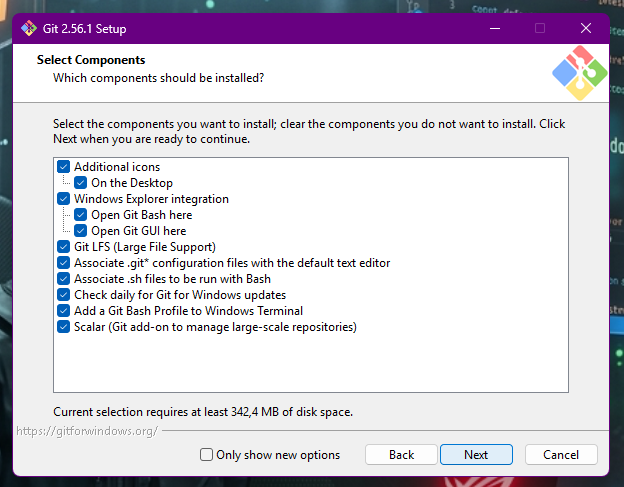 Git 2.56.1 Setup
Select Components
Which components should be installed?
Select the components you want to install; clear the components you do not want to install. Click
Next when you are ready to continue.
Additional icons
On the Desktop
Windows Explorer integration
Open Git Bash here
Open Git GUI here
Git LFS (Large File Support)
Associate .git* configuration files with the default text editor
Associate .sh files to be run with Bash
Check daily for Git for Windows updates
Add a Git Bash Profile to Windows Terminal
Scalar (Git add-on to manage large-scale repositories)
Current selection requires at least 342,4 MB of disk space.
https://gitforwindows.org/
Only show new options
Back
Next
Cancel